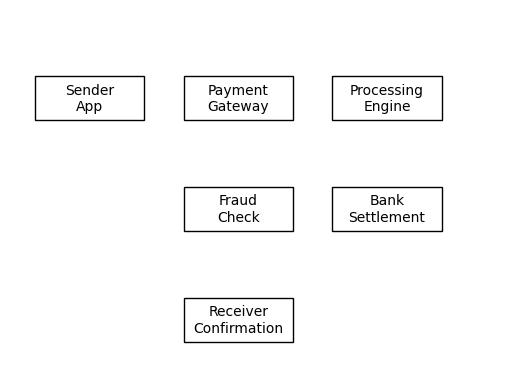 Sender
App
Payment
Gateway
Processing
Engine
Fraud
Check
Bank
Settlement
Receiver
Confirmation